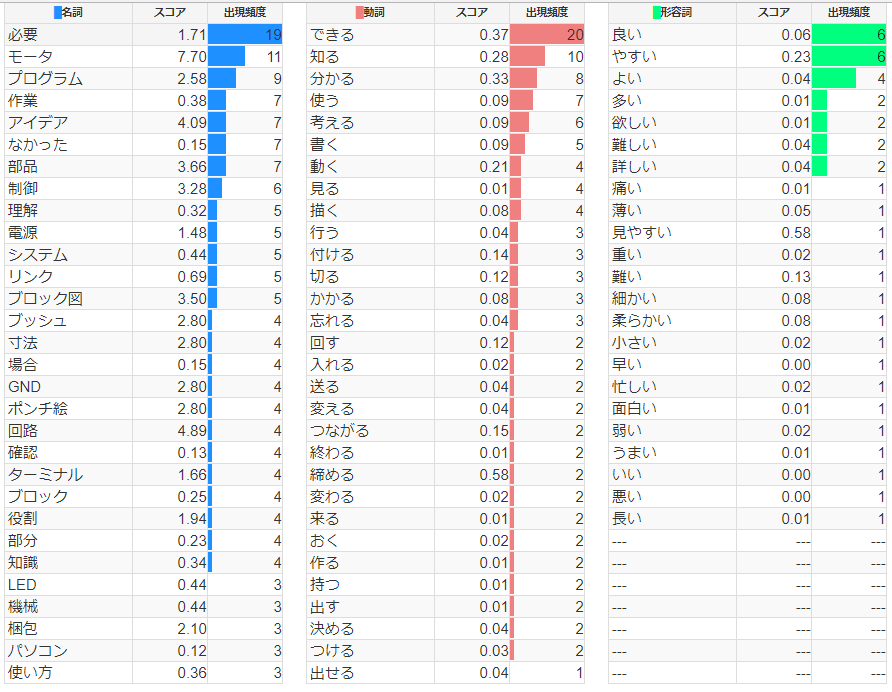 名詞 スコア 出現頻度 動詞 スコア 出現頻度 形容詞 スコア 出現頻度
必要 1.71 19 できる 0.37 20 良い 0.06 6
モータ 7.70 11 知る 0.28 10 やすい 0.23 6
プログラム 2.58 9 分かる 0.33 8 よい 0.04 4
作業 0.38 7 使う 0.09 7 多い 0.01 2
アイデア 4.09 7 考える 0.09 6 欲しい 0.01 2
なかった 0.15 7 書く 0.09 5 難しい 0.04 2
部品 3.66 7 動く 0.21 4 詳しい 0.04 2
制御 3.28 6 見る 0.01 4 痛い 0.01 1
理解 0.32 5 描く 0.08 4 薄い 0.05 1
電源 1.48 5 行う 0.04 3 見やすい 0.58 1
システム 0.44 5 付ける 0.14 3 重い 0.02 1
リンク 0.69 5 切る 0.12 3 難い 0.13 1
ブロック図 3.50 5 かかる 0.08 3 細かい 0.08 1
ブッシュ 2.80 4 忘れる 0.04 3 柔らかい 0.08 1
寸法 2.80 4 回す 0.12 2 小さい 0.02 1
場合 0.15 4 入れる 0.02 2 早い 0.00 1
GND 2.80 4 送る 0.04 2 忙しい 0.02 1
ポンチ絵 2.80 4 変える 0.04 2 面白い 0.01 1
回路 4.89 4 つながる 0.15 2 弱い 0.02 1
確認 0.13 4 終わる 0.01 2 うまい 0.01 1
ターミナル 1.66 4 締める 0.58 2 いい 0.00 1
ブロック 0.25 4 変わる 0.02 2 悪い 0.00 1
役割 1.94 4 来る 0.01 2 長い 0.01 1
部分 0.23 4 おく 0.02 2 --- --- ---
知識 0.34 4 作る 0.01 2 --- --- ---
LED 0.44 3 持つ 0.01 2 --- --- ---
機械 0.44 3 出す 0.01 2 --- --- ---
梱包 2.10 3 決める 0.04 2 --- --- ---
パソコン 0.12 3 つける 0.03 2 --- --- ---
使い方 0.36 3 出せる 0.04 1 --- --- ---